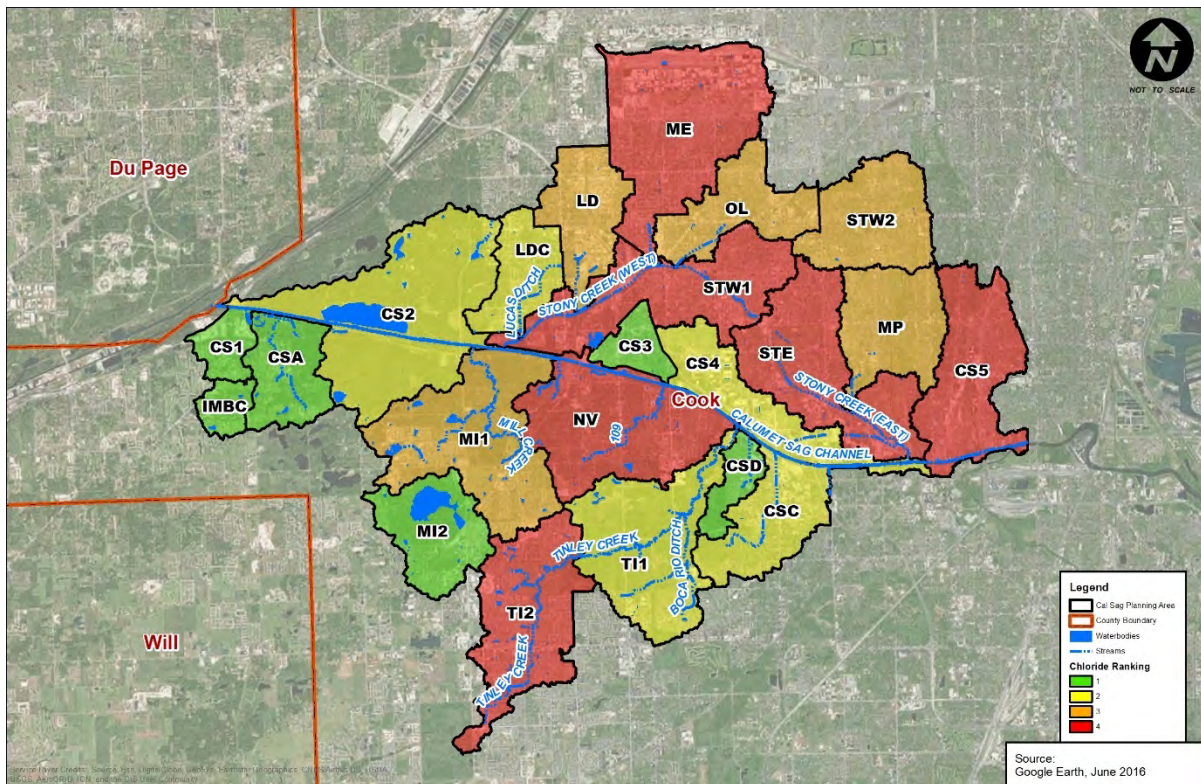 NOT TO SCALE
Du Page
ME
LD
OL
STW2
LDC
LUCAS DITCH
STONY CREEK (WEST)
STW1
CS2
MP
CS1
CSA
CS3
CS4
STE
CS5
IMBC
Cook
STONY CREEK (EAST)
NV
109
CALUMET SAG CHANNEL
MI1
MILL CREEK
CSD
CSC
MI2
TINLEY CREEK
TI1
BOCA RIO DITCH
TI2
Will
TINLEY CREEK
Legend
Cal Sag Planning Area
County Boundary
Waterbodies
Streams
Chloride Ranking
1
2
3
4
Source:
Google Earth, June 2016